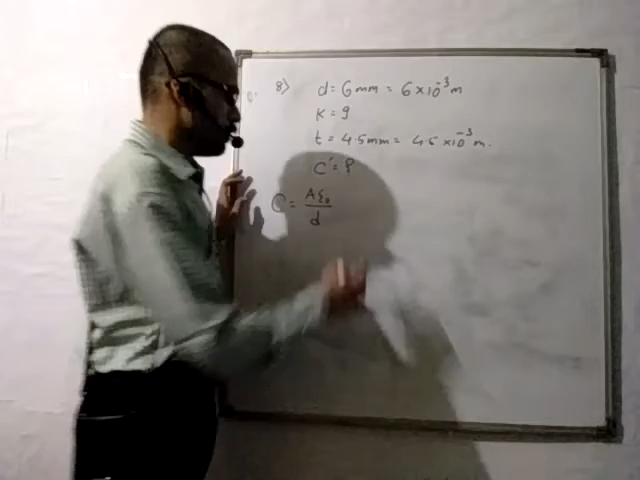 8) d = 6mm = 6×10⁻³m
K = 9
t = 4.5mm = 4.5×10⁻³m.
C' = ?
C = Aε₀/d